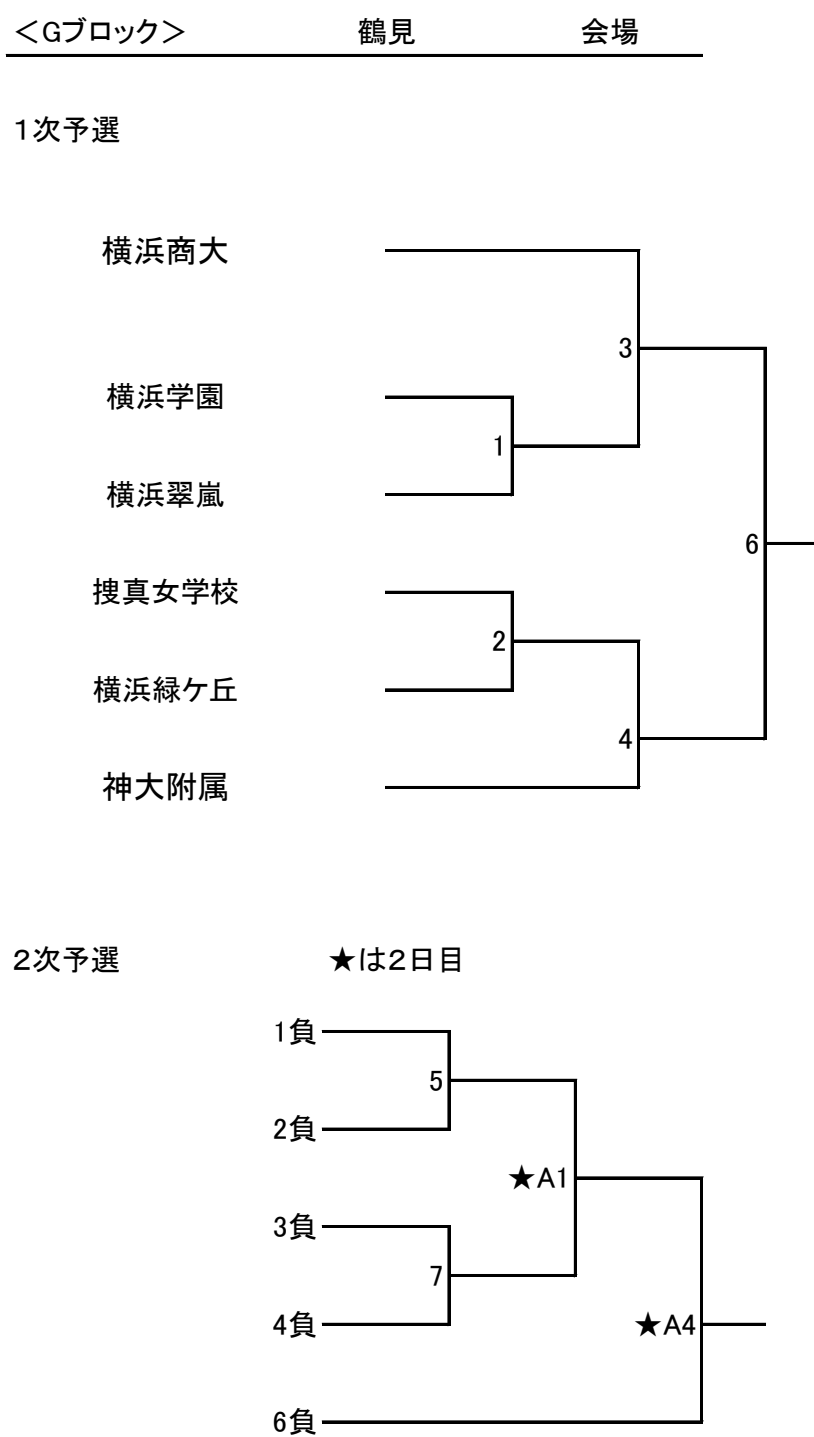 ＜Gブロック＞ 鶴見 会場
１次予選
横浜商大
3
横浜学園
1
横浜翠嵐
6
捜真女学校
2
横浜緑ケ丘
4
神大附属
２次予選 ★は２日目
1負
5
2負
★A1
3負
7
4負 ★A4
6負